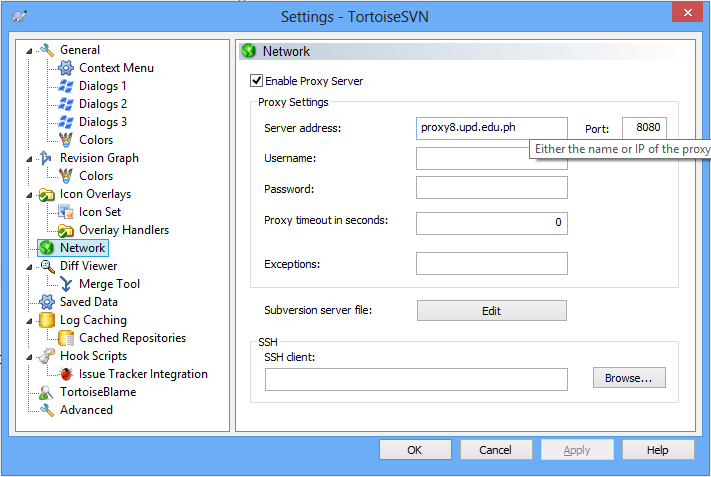 Settings - TortoiseSVN
General
Context Menu
Dialogs 1
Dialogs 2
Dialogs 3
Colors
Revision Graph
Colors
Icon Overlays
Icon Set
Overlay Handlers
Network
Diff Viewer
Merge Tool
Saved Data
Log Caching
Cached Repositories
Hook Scripts
Issue Tracker Integration
TortoiseBlame
Advanced
Network
Enable Proxy Server
Proxy Settings
Server address: proxy8.upd.edu.ph Port: 8080
Either the name or IP of the proxy
Username:
Password:
Proxy timeout in seconds: 0
Exceptions:
Subversion server file: Edit
SSH
SSH client:
Browse...
OK Cancel Apply Help